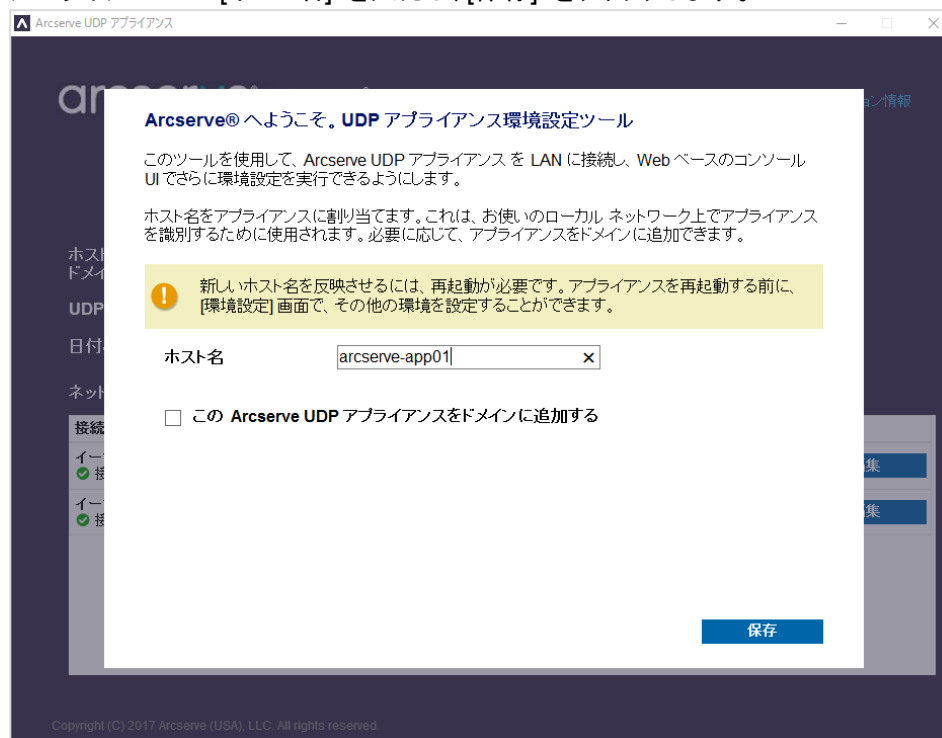 Arcserve UDP アプライアンス
arcserve®
ョン情報
Arcserve® へようこそ。UDP アプライアンス環境設定ツール
このツールを使用して、Arcserve UDP アプライアンス を LAN に接続し、Web ベースのコンソール
UI でさらに環境設定を実行できるようにします。
ホスト名をアプライアンスに割り当てます。これは、お使いのローカル ネットワーク上でアプライアンス
を識別するために使用されます。必要に応じて、アプライアンスをドメインに追加できます。
ホスト
ドメイ
新しいホスト名を反映させるには、再起動が必要です。アプライアンスを再起動する前に、
[環境設定] 画面で、その他の環境を設定することができます。
UDP
日付
ホスト名 arcserve-app01
ネット
この Arcserve UDP アプライアンスをドメインに追加する
接続
イー
接
集
イー
接
集
保存
Copyright (C) 2017 Arcserve (USA), LLC. All rights reserved.